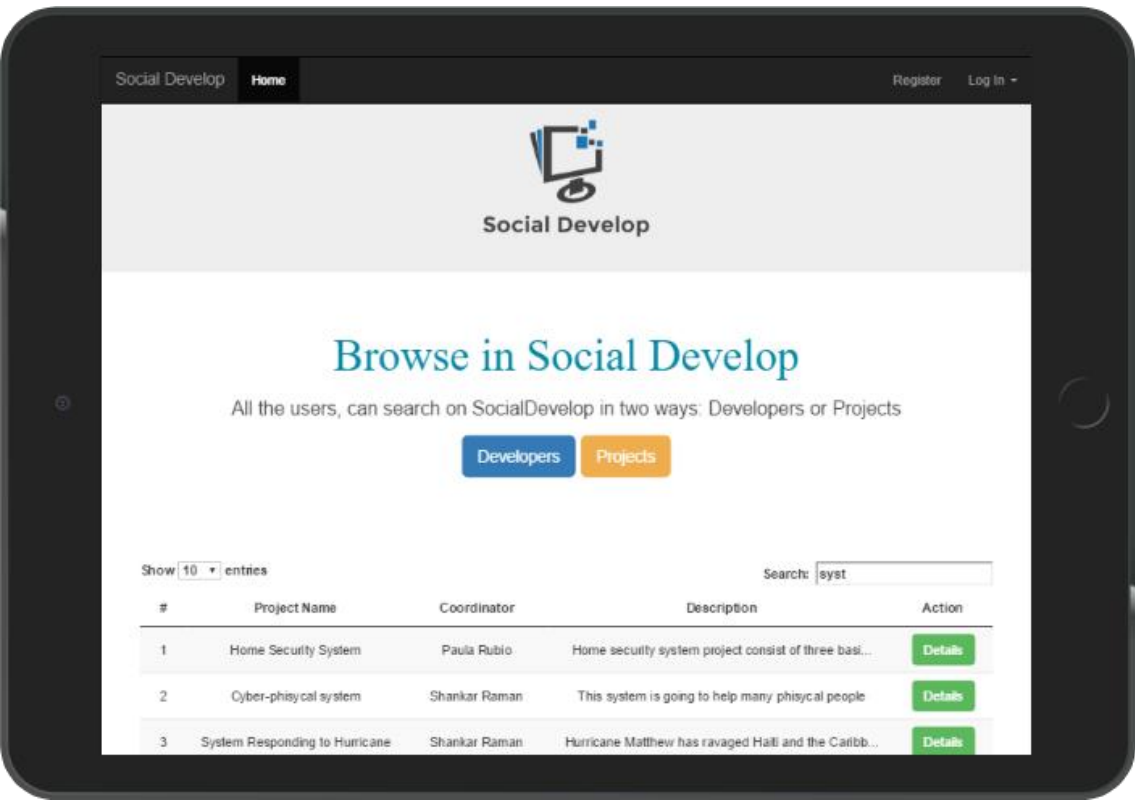 Social Develop Home Register Log In
Social Develop
Browse in Social Develop
All the users, can search on SocialDevelop in two ways: Developers or Projects
Developers Projects
Show 10 entries Search: syst
# Project Name Coordinator Description Action
1 Home Security System Paula Rubio Home security system project consist of three basi... Details
2 Cyber-phisycal system Shankar Raman This system is going to help many phisycal people Details
3 System Responding to Hurricane Shankar Raman Hurricane Matthew has ravaged Haiti and the Caribb... Details